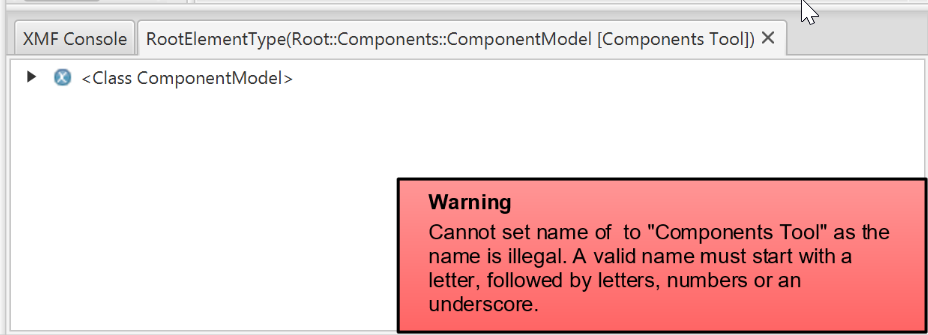 XMF Console
RootElementType(Root::Components::ComponentModel [Components Tool])
<Class ComponentModel>
Warning
Cannot set name of  to "Components Tool" as the
name is illegal. A valid name must start with a
letter, followed by letters, numbers or an
underscore.